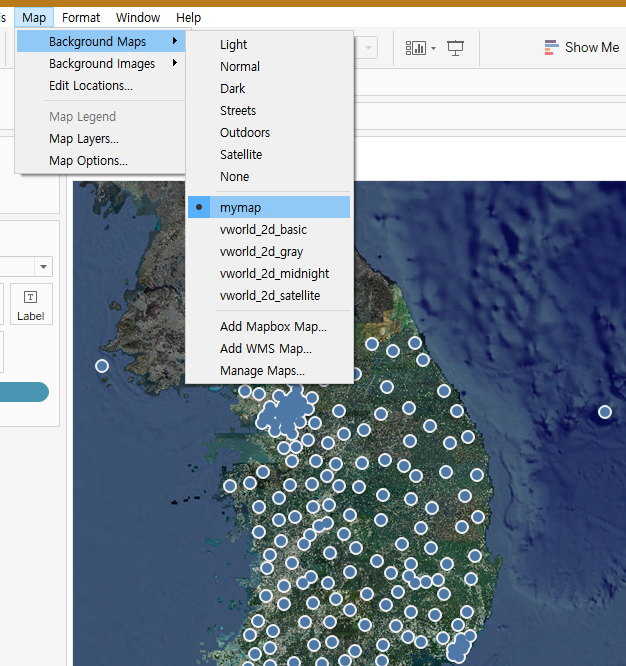 Map Format Window Help
Background Maps
Background Images
Edit Locations...
Map Legend
Map Layers...
Map Options...
Light
Normal
Dark
Streets
Outdoors
Satellite
None
mymap
vworld_2d_basic
vworld_2d_gray
vworld_2d_midnight
vworld_2d_satellite
Add Mapbox Map...
Add WMS Map...
Manage Maps...
Show Me
T
Label